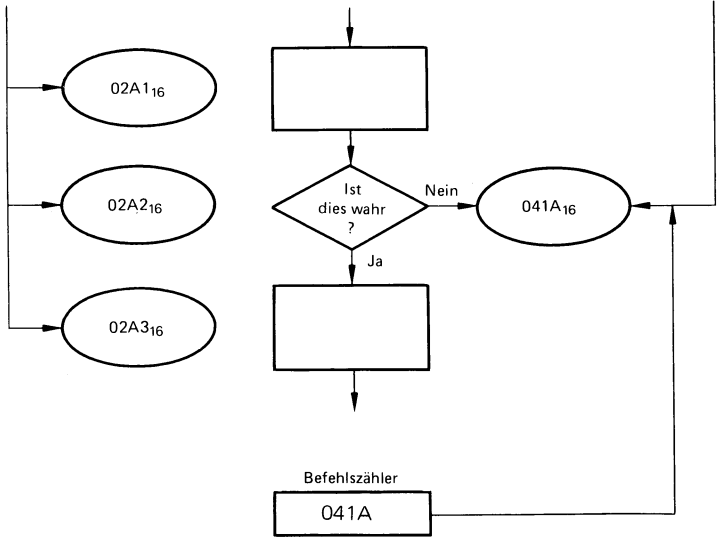 02A1₁₆
Ist
dies wahr
?
Nein
02A2₁₆
041A₁₆
Ja
02A3₁₆
Befehlszähler
041A